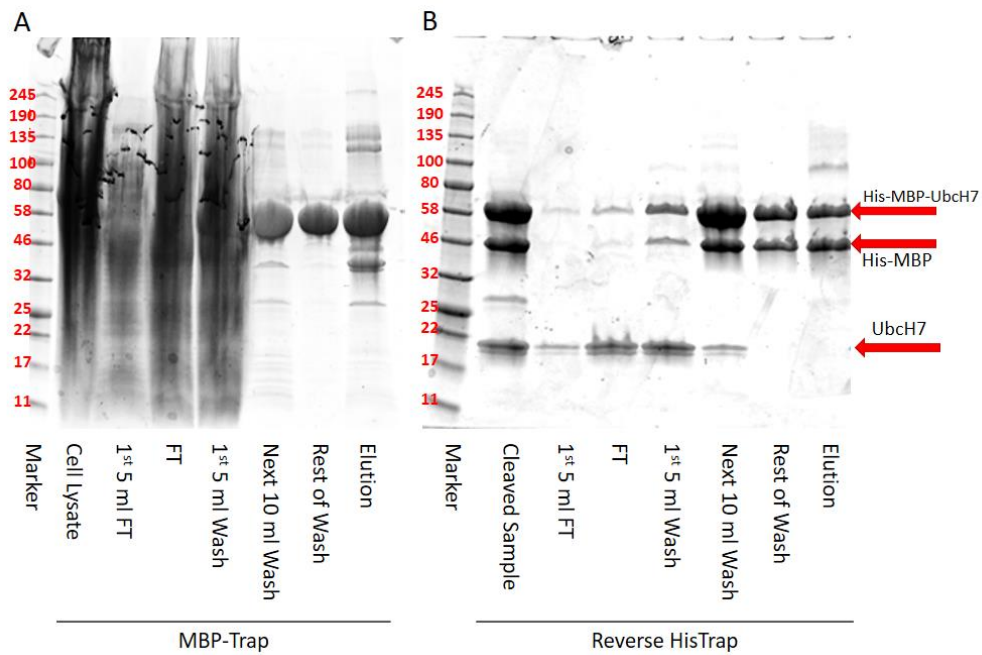 A
B
245
190
135
100
80
58
46
32
25
22
17
11
245
190
135
100
80
58
46
32
25
22
17
11
His-MBP-UbcH7
His-MBP
UbcH7
Marker
Cell Lysate
1st 5 ml FT
FT
1st 5 ml Wash
Next 10 ml Wash
Rest of Wash
Elution
Marker
Cleaved Sample
1st 5 ml FT
FT
1st 5 ml Wash
Next 10 ml Wash
Rest of Wash
Elution
MBP-Trap
Reverse HisTrap